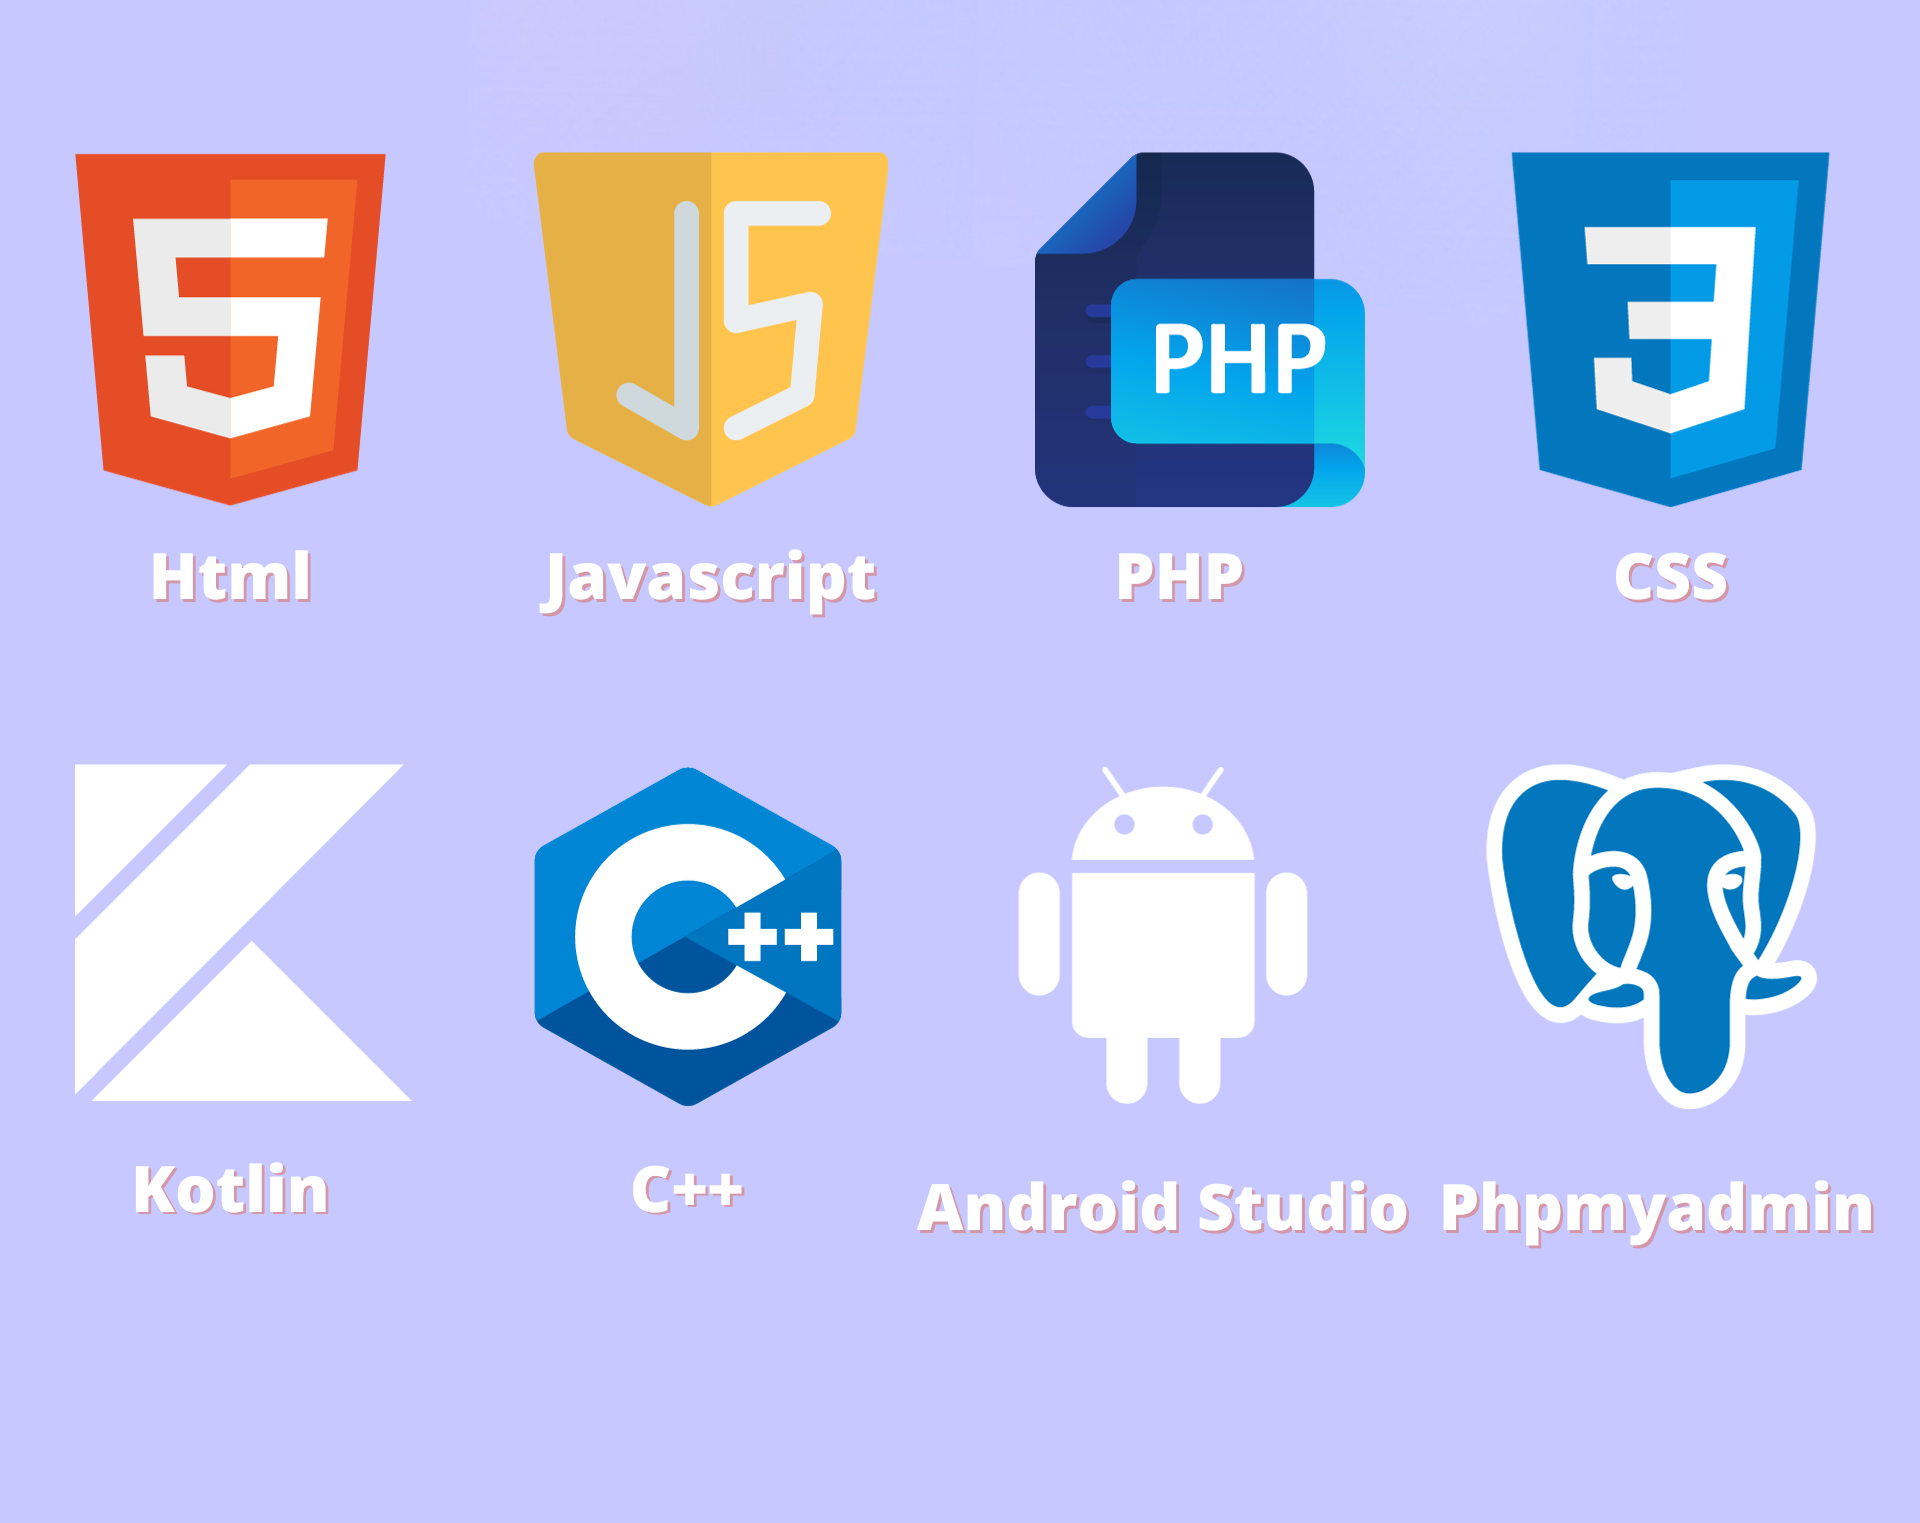 PHP
Html
Javascript
PHP
CSS
C++
Kotlin
C++
Android Studio
Phpmyadmin